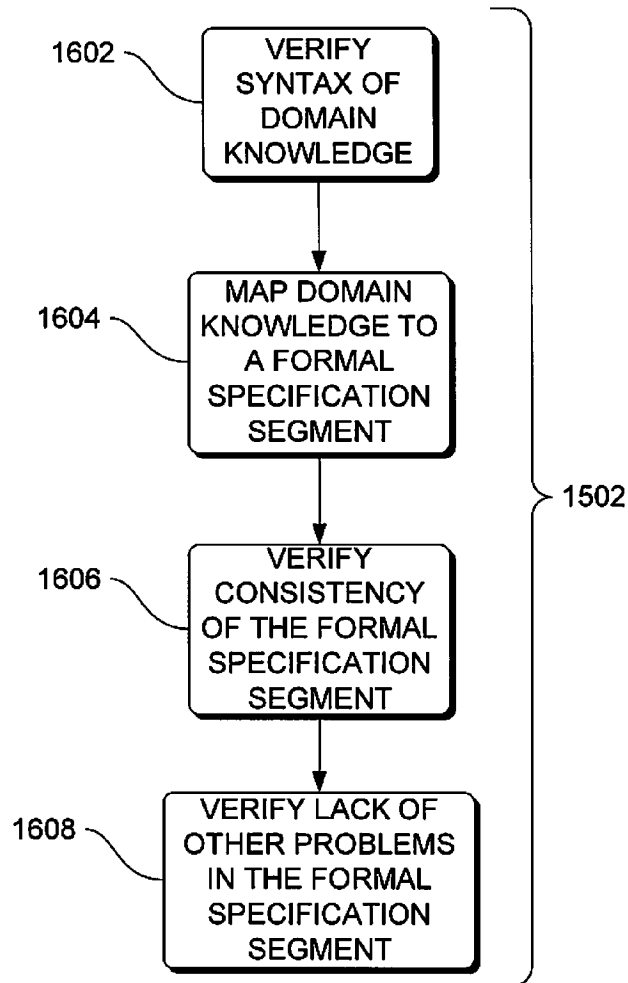 1602
VERIFY
SYNTAX OF
DOMAIN
KNOWLEDGE
1604
MAP DOMAIN
KNOWLEDGE TO
A FORMAL
SPECIFICATION
SEGMENT
1502
1606
VERIFY
CONSISTENCY
OF THE FORMAL
SPECIFICATION
SEGMENT
1608
VERIFY LACK OF
OTHER PROBLEMS
IN THE FORMAL
SPECIFICATION
SEGMENT